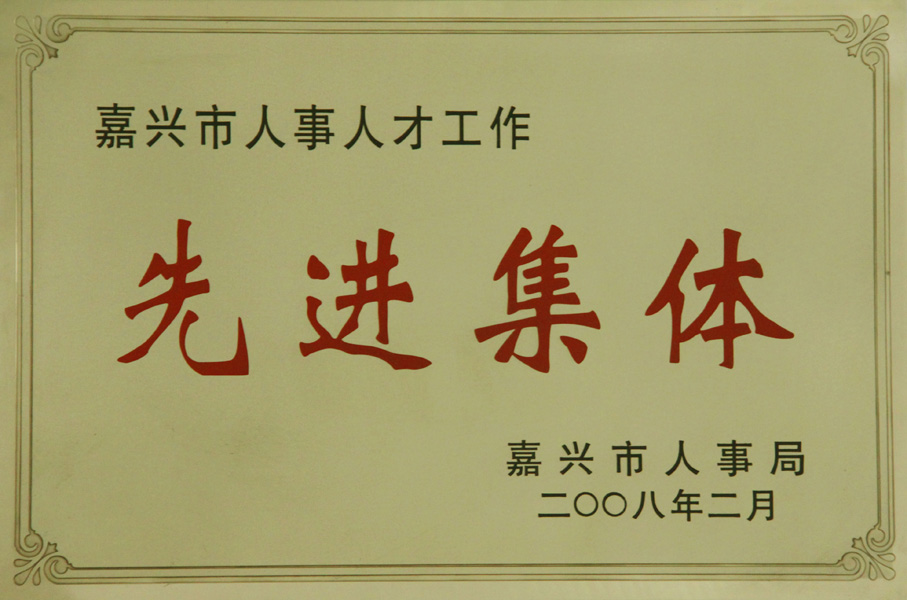 嘉兴市人事人才工作
先进集体
嘉兴市人事局
二〇〇八年二月